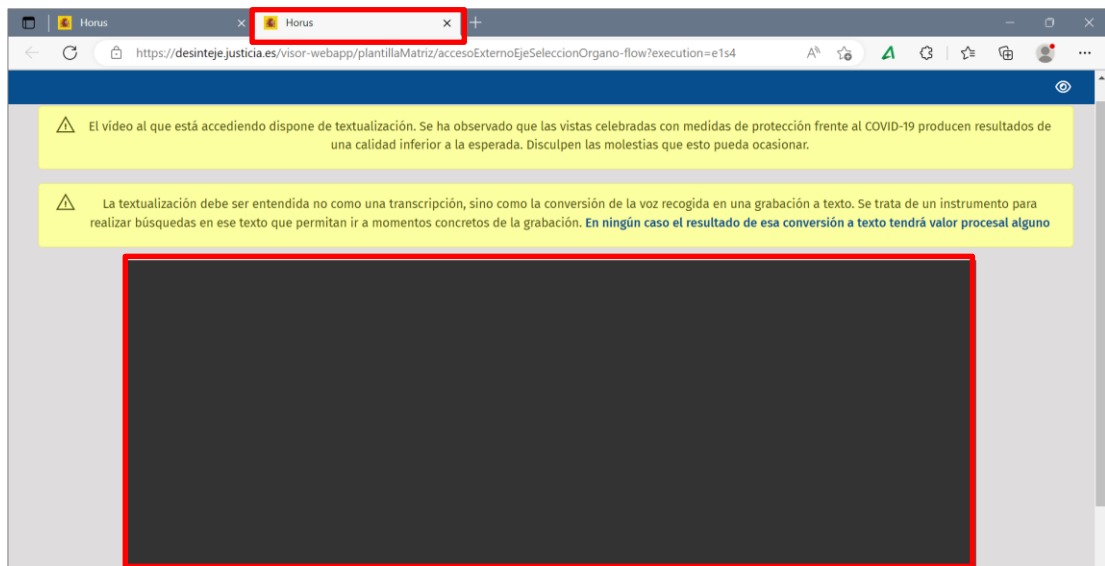 Horus
Horus
https://desinteje.justicia.es/visor-webapp/plantillaMatriz/accesoExternoEjeSeleccionOrgano-flow?execution=e1s4
El vídeo al que está accediendo dispone de textualización. Se ha observado que las vistas celebradas con medidas de protección frente al COVID-19 producen resultados de
una calidad inferior a la esperada. Disculpen las molestias que esto pueda ocasionar.
La textualización debe ser entendida no como una transcripción, sino como la conversión de la voz recogida en una grabación a texto. Se trata de un instrumento para
realizar búsquedas en ese texto que permitan ir a momentos concretos de la grabación. En ningún caso el resultado de esa conversión a texto tendrá valor procesal alguno